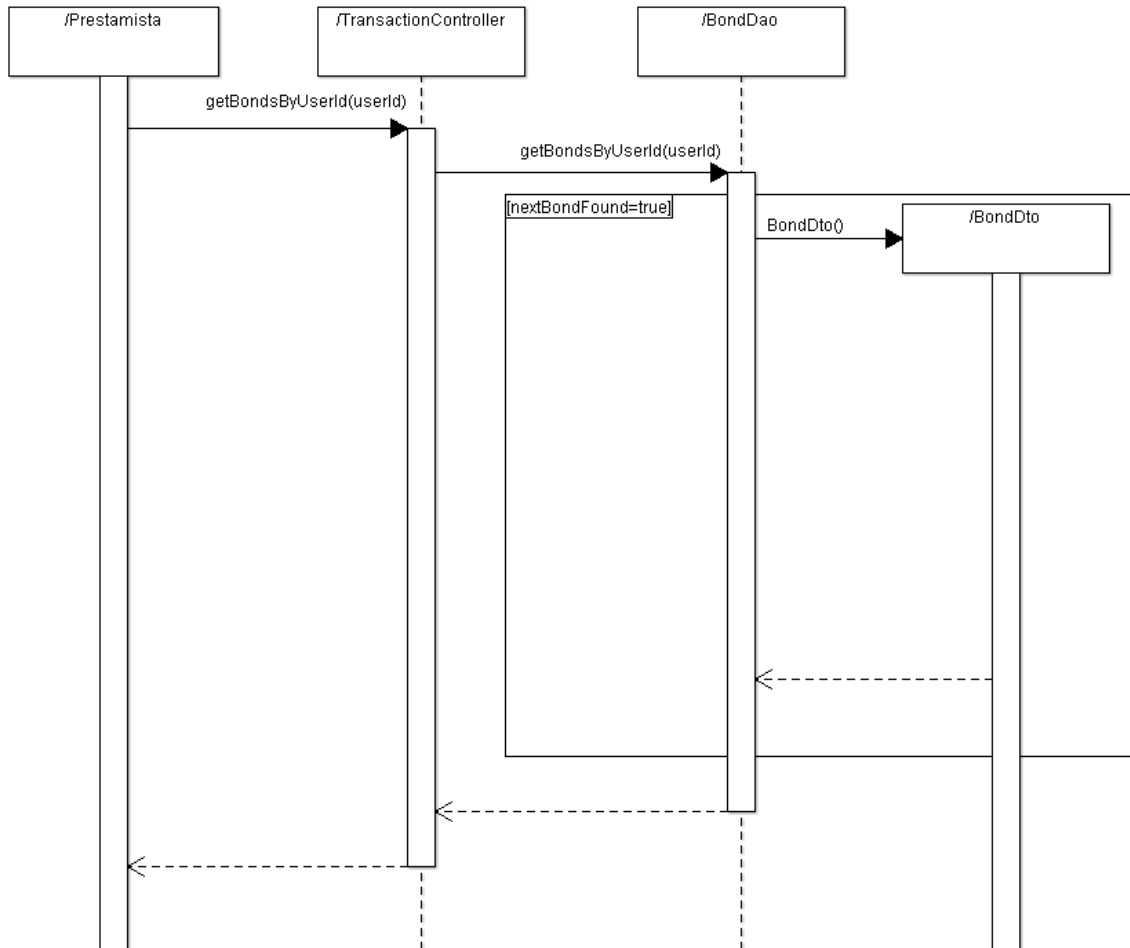 /Prestamista
/TransactionController
/BondDao
getBondsByUserId(userId)
getBondsByUserId(userId)
[nextBondFound=true]
BondDto()
/BondDto